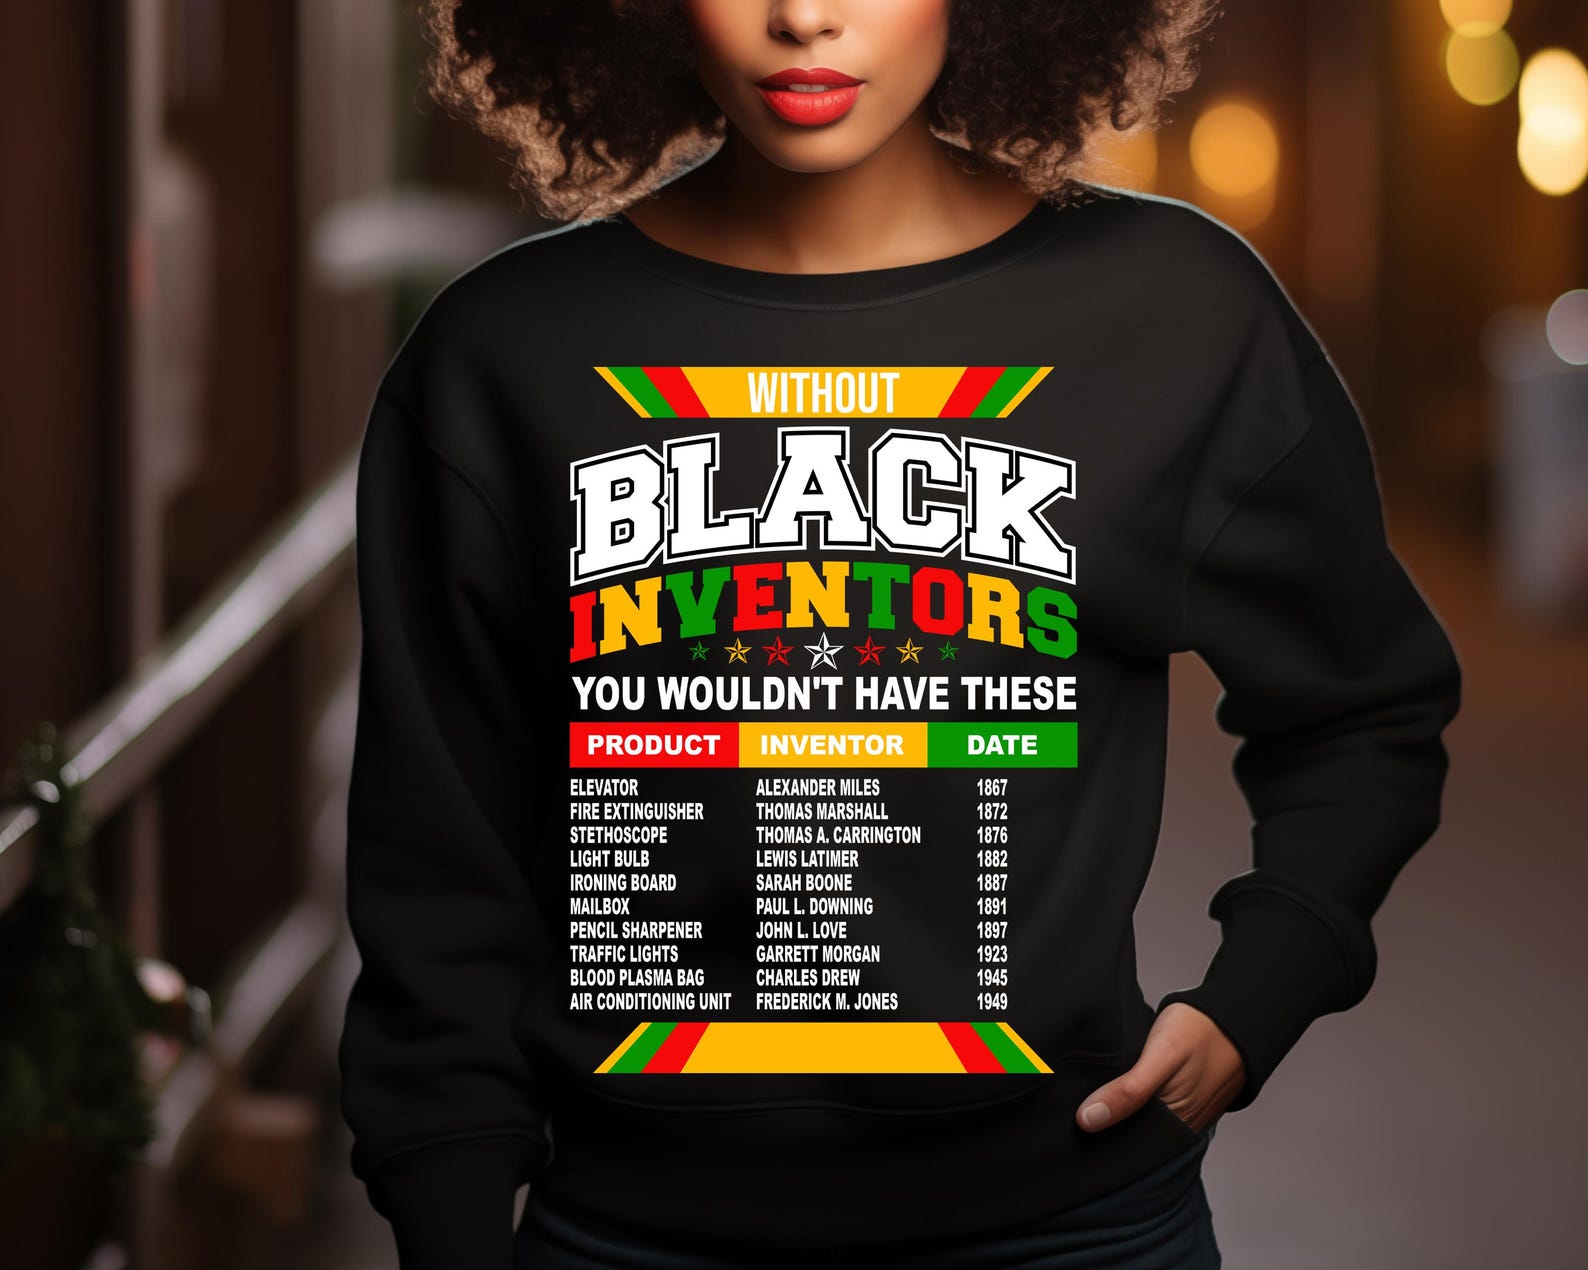 WITHOUT
BLACK
INVENTORS
YOU WOULDN'T HAVE THESE
PRODUCT INVENTOR DATE
ELEVATOR ALEXANDER MILES 1867
FIRE EXTINGUISHER THOMAS MARSHALL 1872
STETHOSCOPE THOMAS A. CARRINGTON 1876
LIGHT BULB LEWIS LATIMER 1882
IRONING BOARD SARAH BOONE 1887
MAILBOX PAUL L. DOWNING 1891
PENCIL SHARPENER JOHN L. LOVE 1897
TRAFFIC LIGHTS GARRETT MORGAN 1923
BLOOD PLASMA BAG CHARLES DREW 1945
AIR CONDITIONING UNIT FREDERICK M. JONES 1949